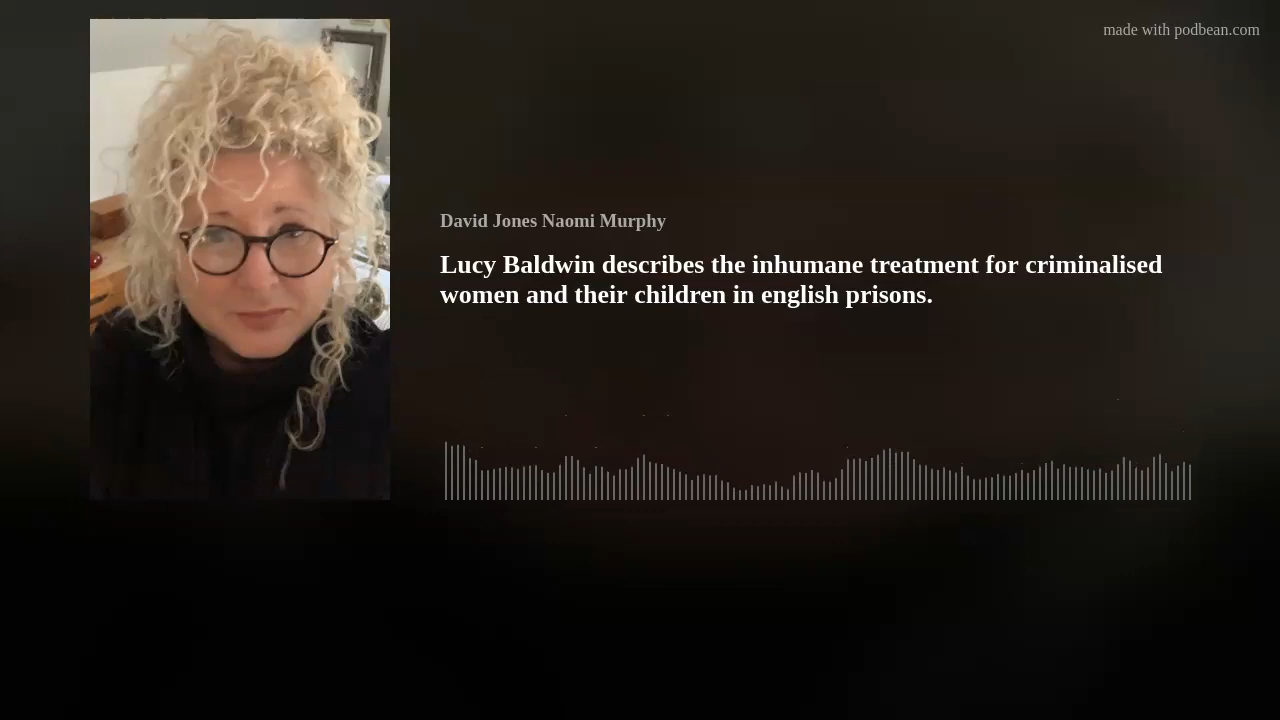 made with podbean.com
David Jones Naomi Murphy
Lucy Baldwin describes the inhumane treatment for criminalised
women and their children in english prisons.